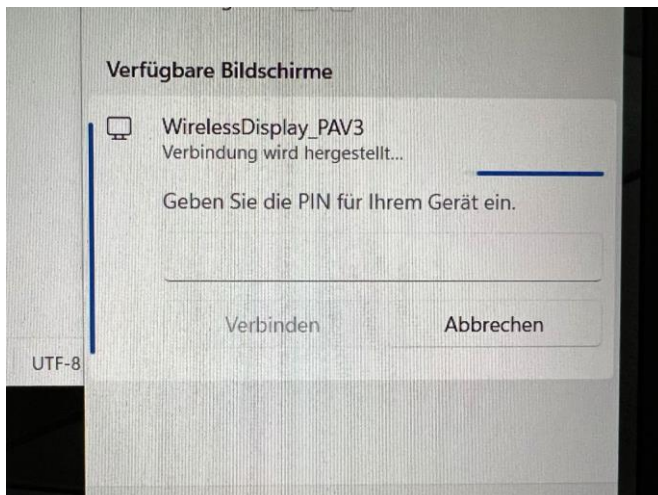 Verfügbare Bildschirme
WirelessDisplay_PAV3
Verbindung wird hergestellt...
Geben Sie die PIN für Ihrem Gerät ein.
Verbinden
Abbrechen
UTF-8